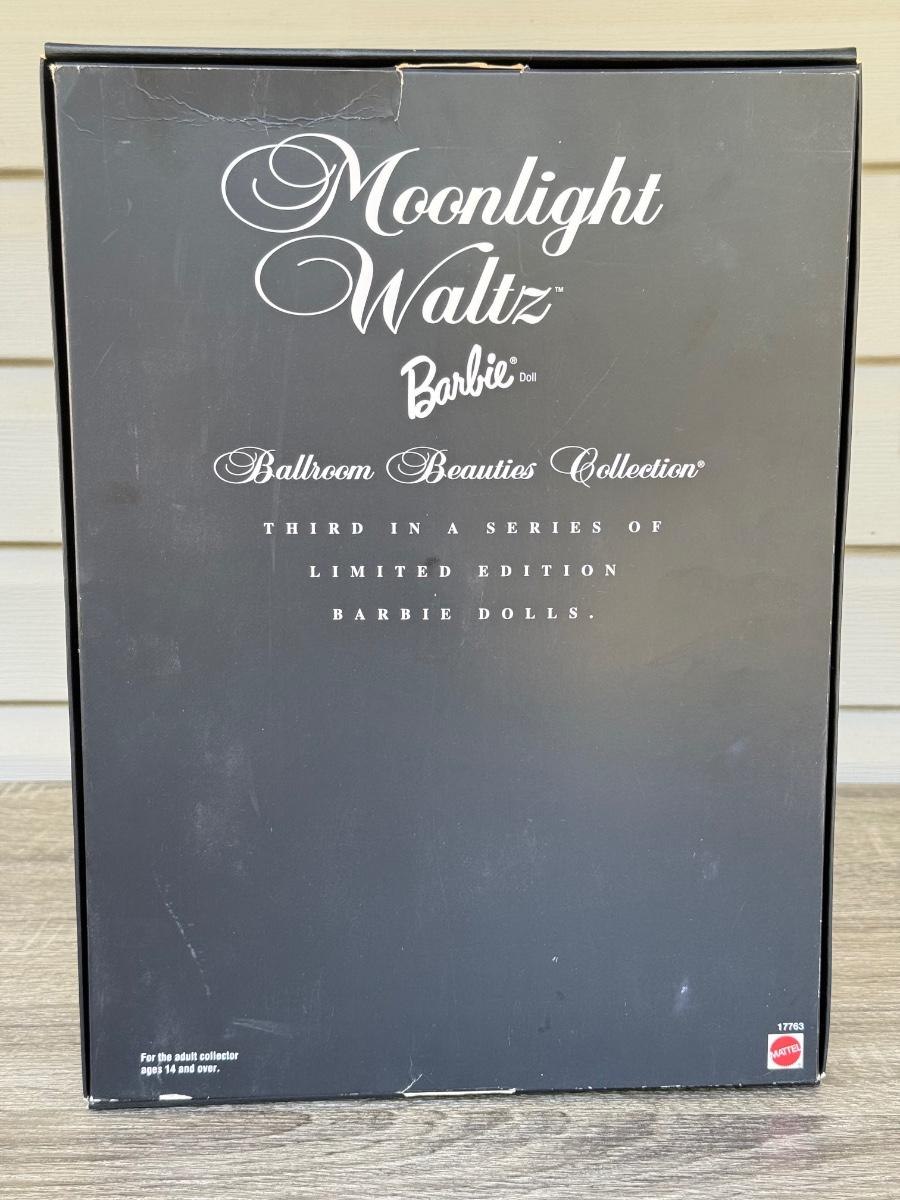 Moonlight
Waltz™
Barbie® Doll
Ballroom Beauties Collection®
THIRD IN A SERIES OF
LIMITED EDITION
BARBIE DOLLS.
17763
MATTEL
For the adult collector
ages 14 and over.